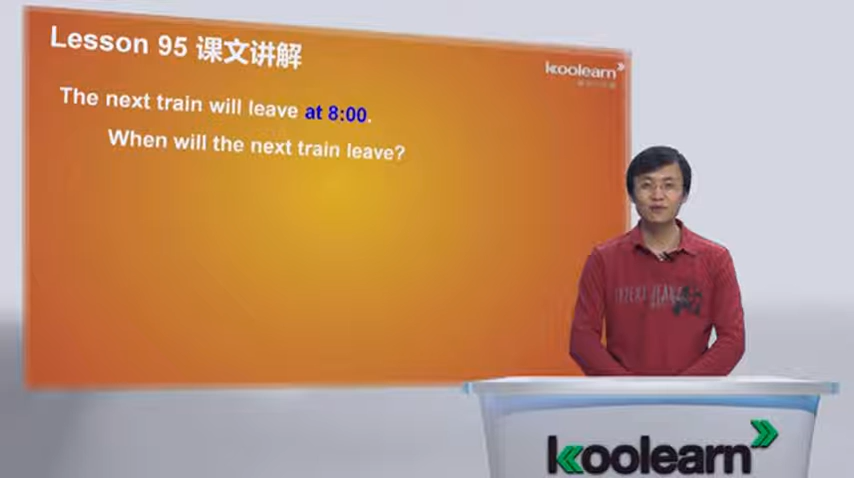 Lesson 95 课文讲解
koolearn
The next train will leave at 8:00.
When will the next train leave?
koolearn